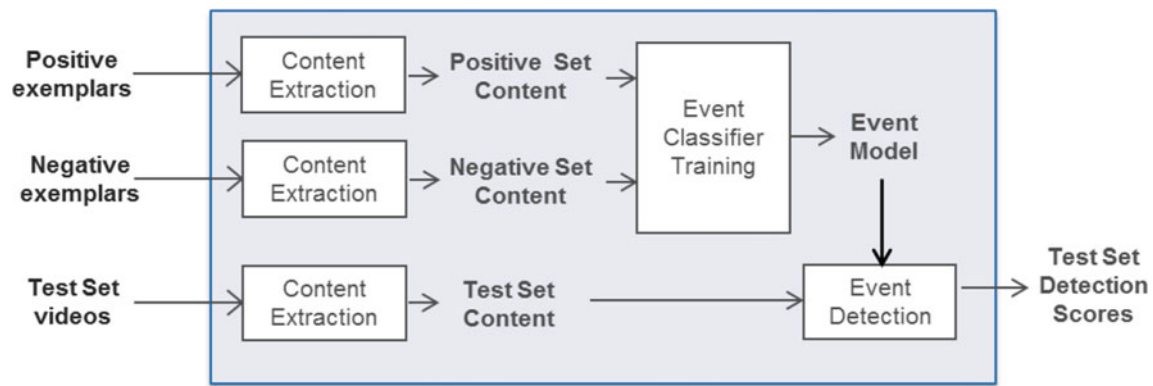 Positive
exemplars
Content
Extraction
Positive Set
Content
Event
Classifier
Training
Event
Model
Negative
exemplars
Content
Extraction
Negative Set
Content
Test Set
videos
Content
Extraction
Test Set
Content
Event
Detection
Test Set
Detection
Scores